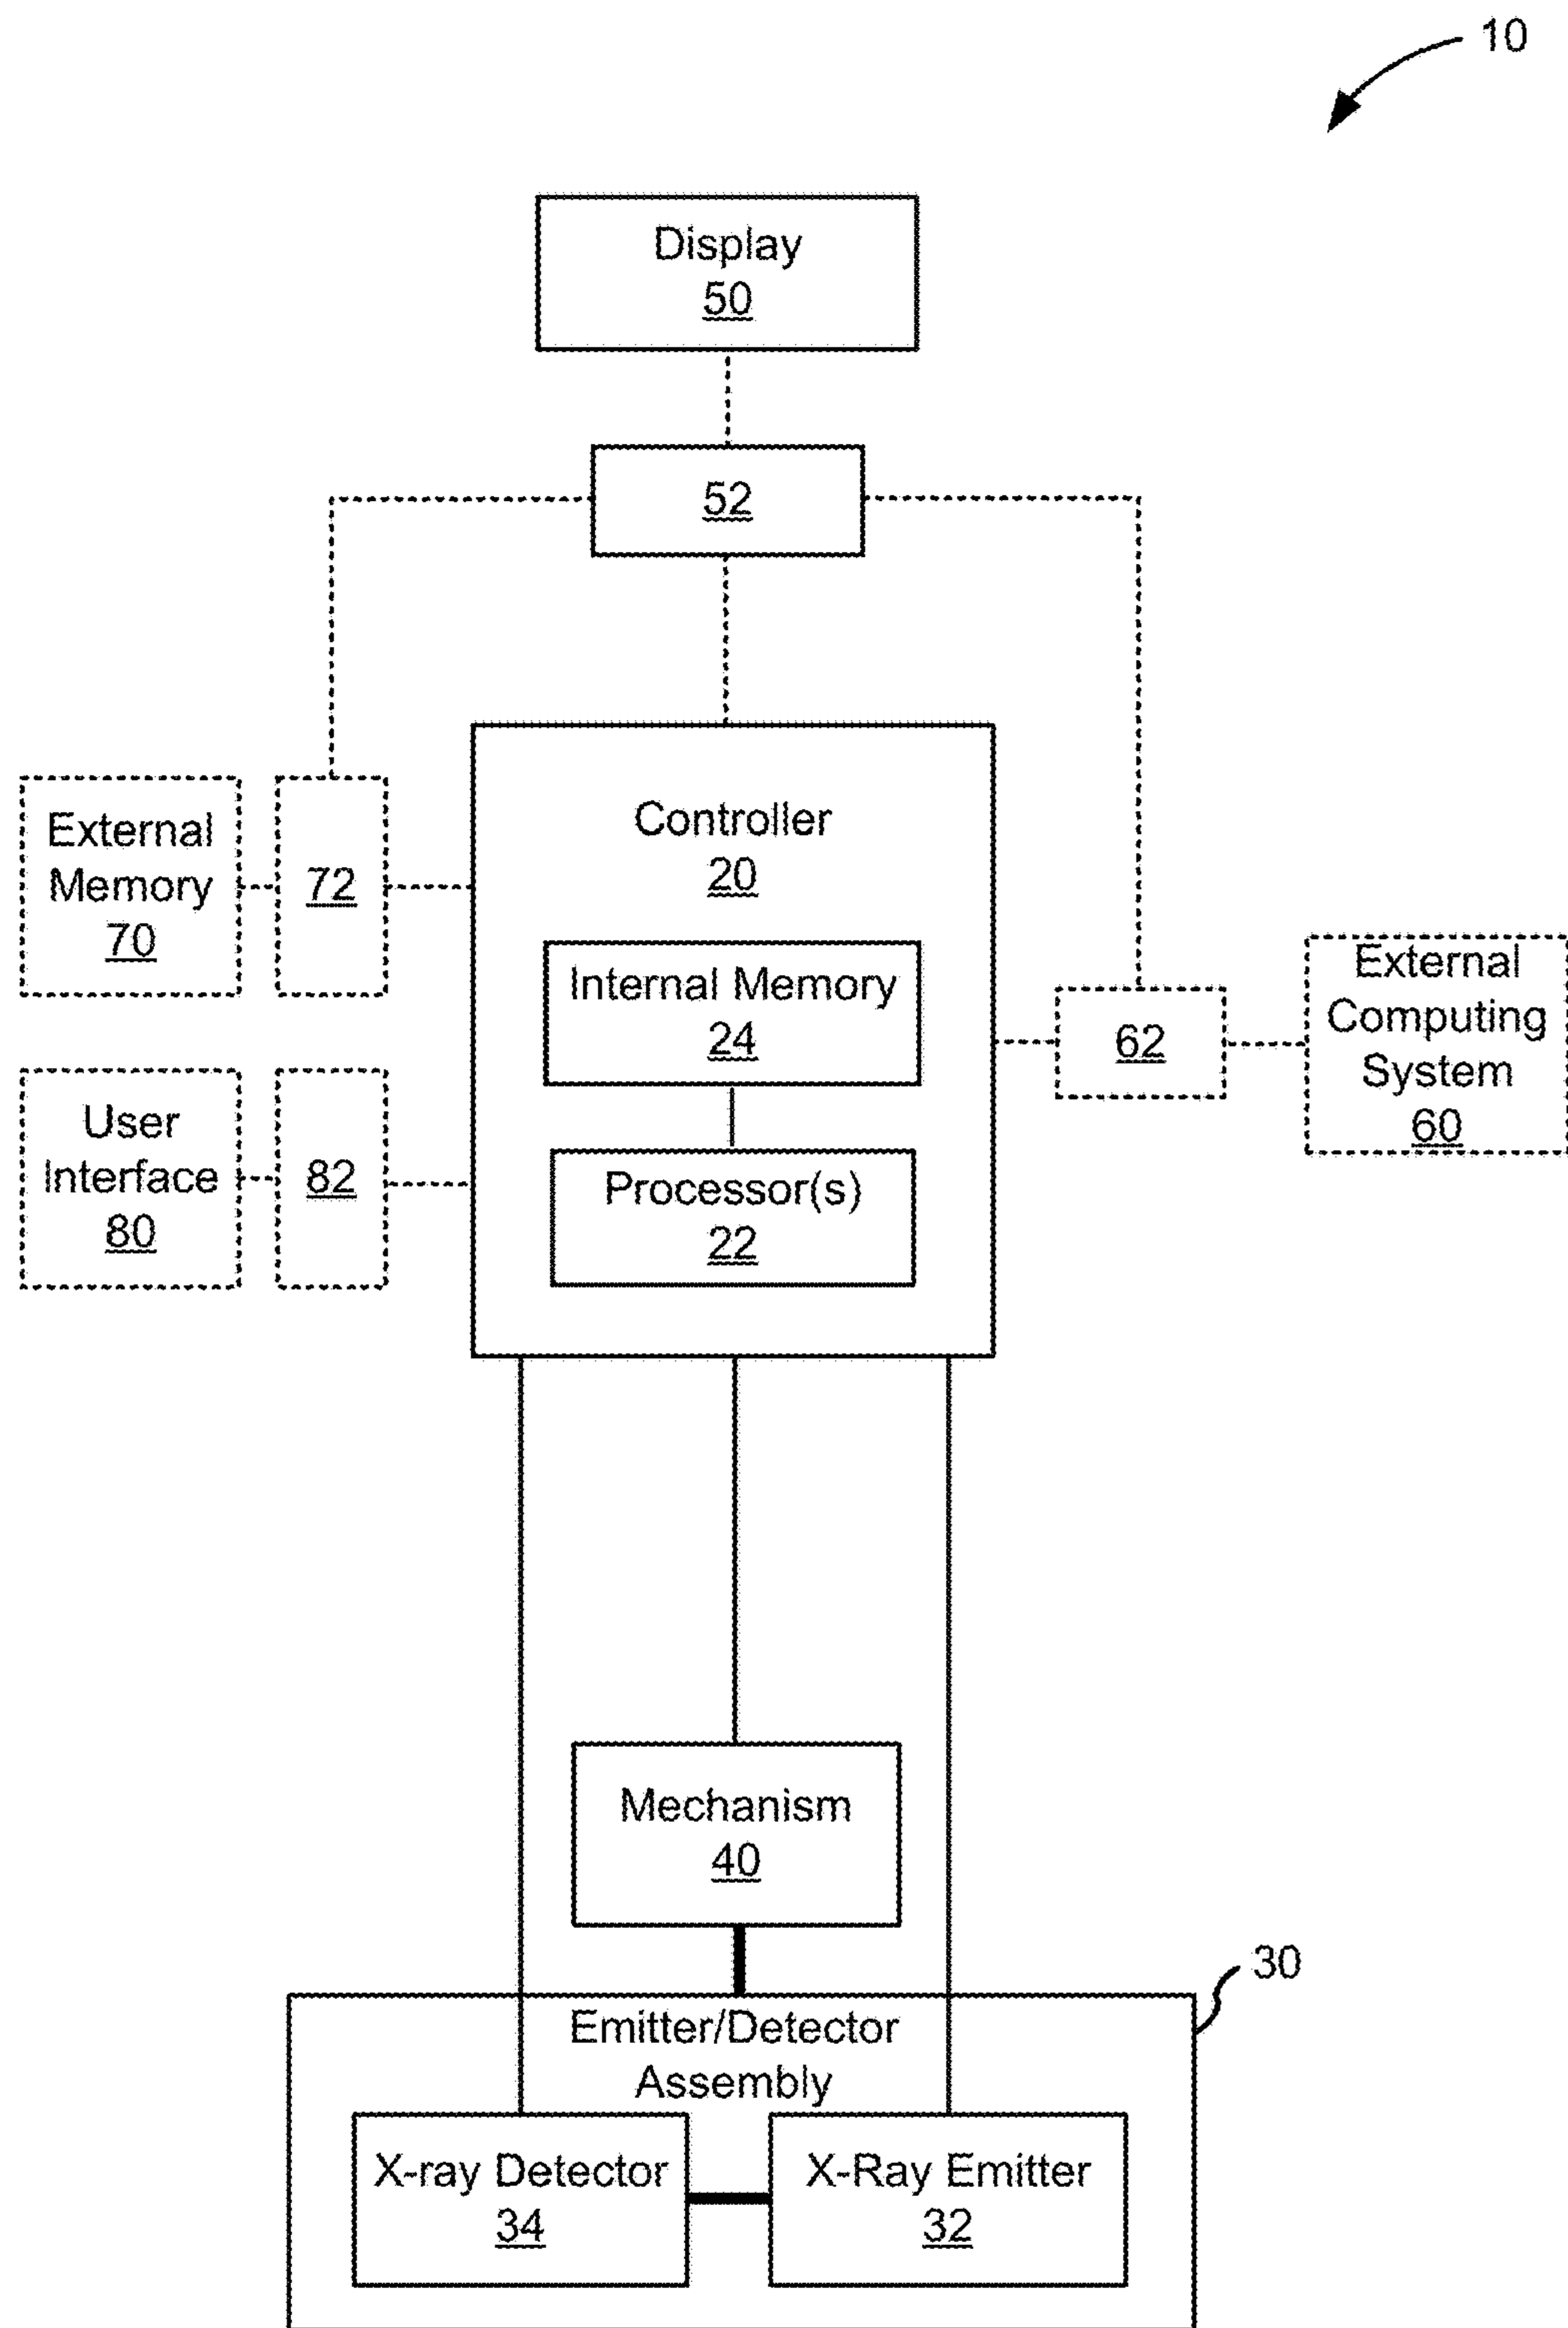 10
Display
50
52
External
Memory
70
72
Controller
20
Internal Memory
24
Processor(s)
22
62
External
Computing
System
60
User
Interface
80
82
Mechanism
40
30
Emitter/Detector
Assembly
X-ray Detector
34
X-Ray Emitter
32